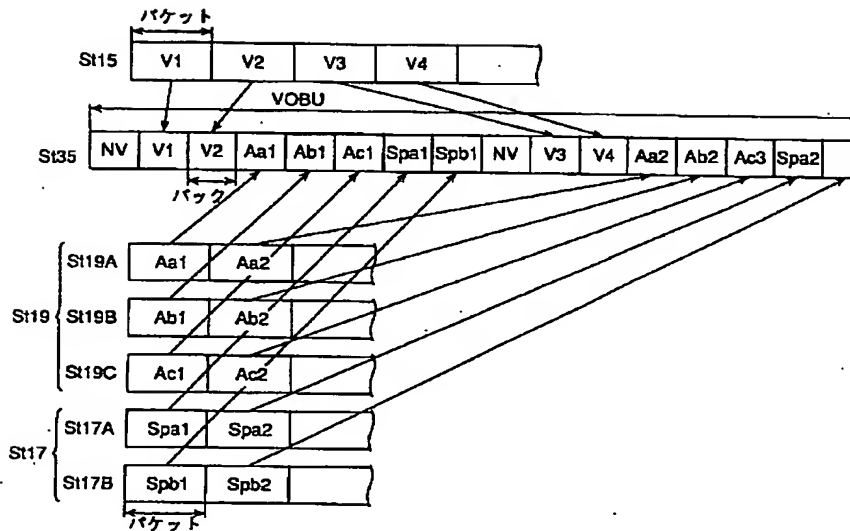 パケット
St15 V1 V2 V3 V4
VOBU
St35 NV V1 V2 Aa1 Ab1 Ac1 Spa1 Spb1 NV V3 V4 Aa2 Ab2 Ac3 Spa2
パック
St19A Aa1 Aa2
St19 St19B Ab1 Ab2
St19C Ac1 Ac2
St17A Spa1 Spa2
St17
St17B Spb1 Spb2
パケット